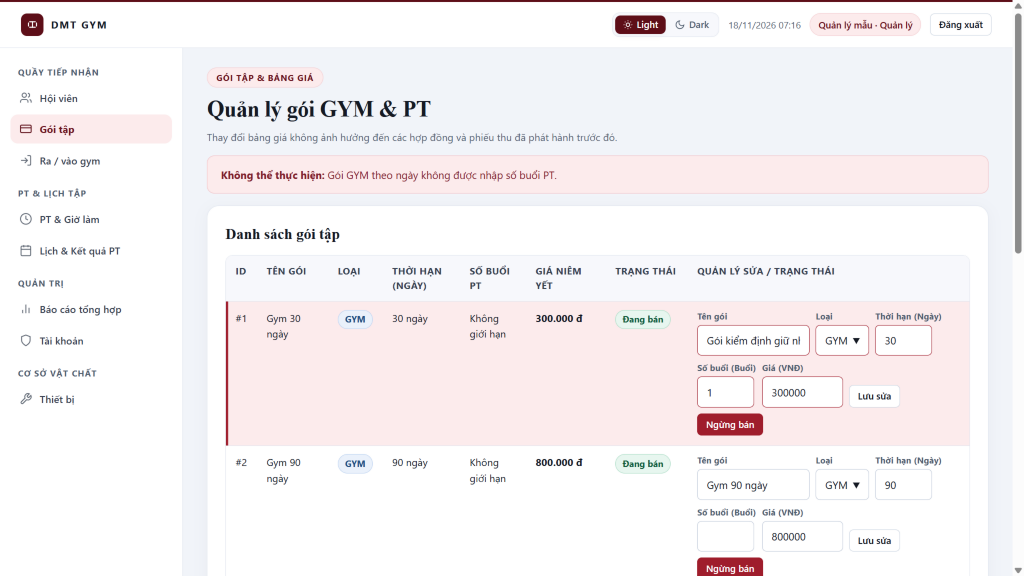 DMT GYM
Light
Dark
18/11/2026 07:16
Quản lý mẫu · Quản lý
Đăng xuất
QUẦY TIẾP NHẬN
Hội viên
Gói tập
Ra / vào gym
PT & LỊCH TẬP
PT & Giờ làm
Lịch & Kết quả PT
QUẢN TRỊ
Báo cáo tổng hợp
Tài khoản
CƠ SỞ VẬT CHẤT
Thiết bị
GÓI TẬP & BẢNG GIÁ
Quản lý gói GYM & PT
Thay đổi bảng giá không ảnh hưởng đến các hợp đồng và phiếu thu đã phát hành trước đó.
Không thể thực hiện: Gói GYM theo ngày không được nhập số buổi PT.
Danh sách gói tập
ID TÊN GÓI LOẠI THỜI HẠN (NGÀY) SỐ BUỔI PT GIÁ NIÊM YẾT TRẠNG THÁI QUẢN LÝ SỬA / TRẠNG THÁI
#1 Gym 30 ngày GYM 30 ngày Không giới hạn 300.000 đ Đang bán
Tên gói Loại Thời hạn (Ngày)
Gói kiểm định giữ nl GYM ▼ 30
Số buổi (Buổi) Giá (VNĐ)
1 300000 Lưu sửa
Ngừng bán
#2 Gym 90 ngày GYM 90 ngày Không giới hạn 800.000 đ Đang bán
Tên gói Loại Thời hạn (Ngày)
Gym 90 ngày GYM ▼ 90
Số buổi (Buổi) Giá (VNĐ)
800000 Lưu sửa
Ngừng bán